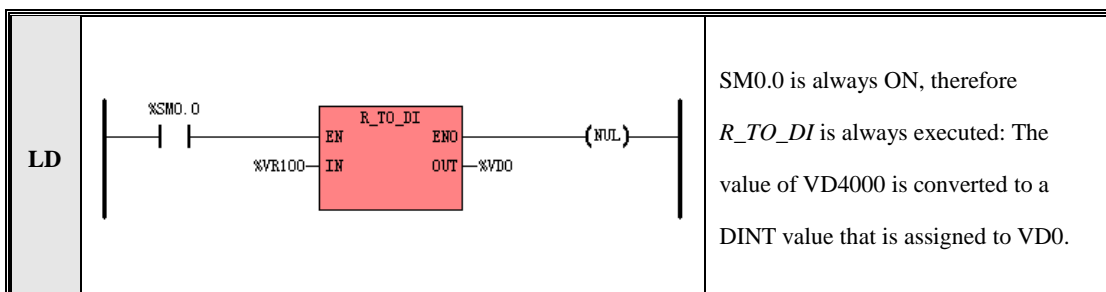 LD
%SM0.0
R_TO_DI
EN ENO
(NUL)
%VR100 IN OUT %VD0
SM0.0 is always ON, therefore
R_TO_DI is always executed: The
value of VD4000 is converted to a
DINT value that is assigned to VD0.